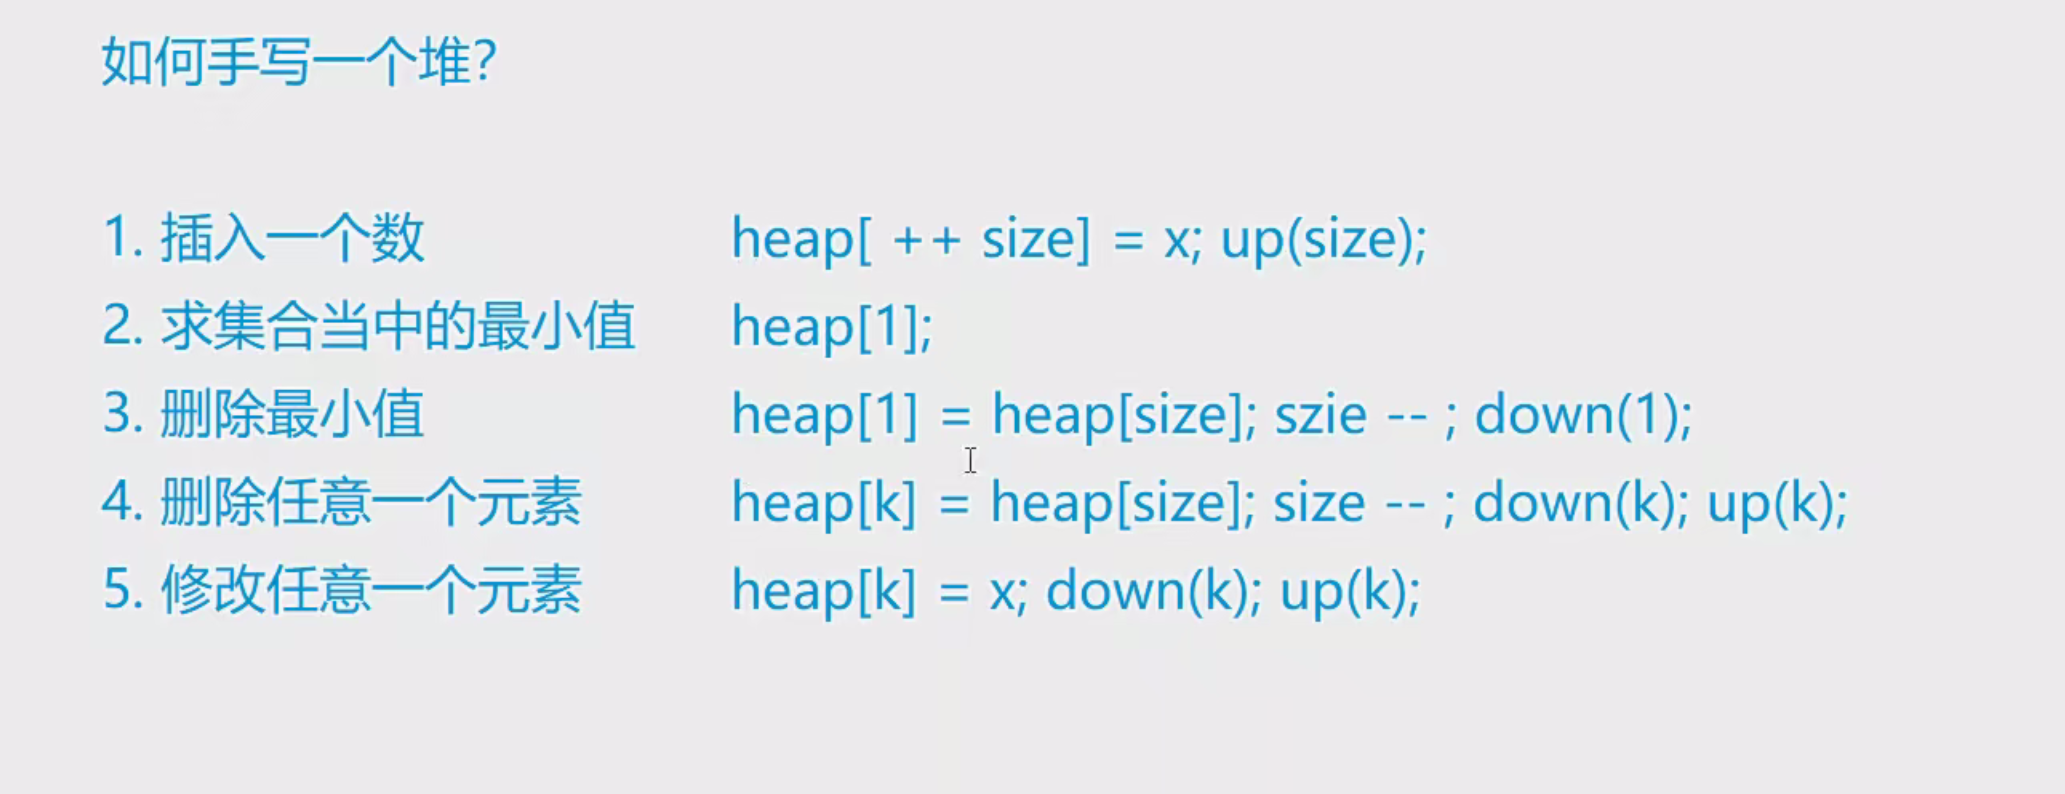 如何手写一个堆?
1. 插入一个数 heap[ ++ size] = x; up(size);
2. 求集合当中的最小值 heap[1];
3. 删除最小值 heap[1] = heap[size]; szie -- ; down(1);
4. 删除任意一个元素 heap[k] = heap[size]; size -- ; down(k); up(k);
5. 修改任意一个元素 heap[k] = x; down(k); up(k);